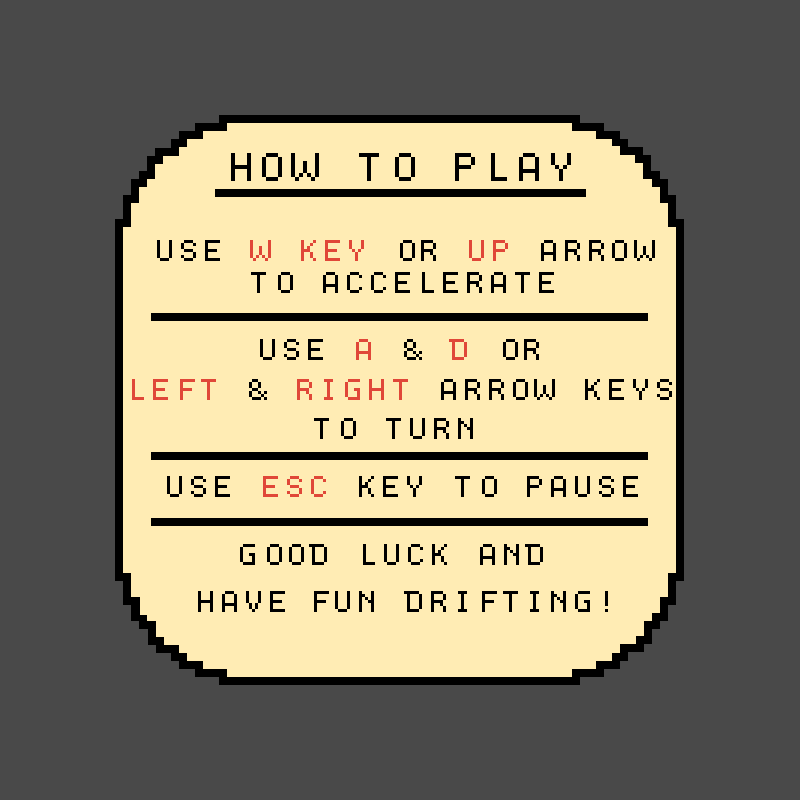 HOW TO PLAY
USE W KEY OR UP ARROW
TO ACCELERATE
USE A & D OR
LEFT & RIGHT ARROW KEYS
TO TURN
USE ESC KEY TO PAUSE
GOOD LUCK AND
HAVE FUN DRIFTING!